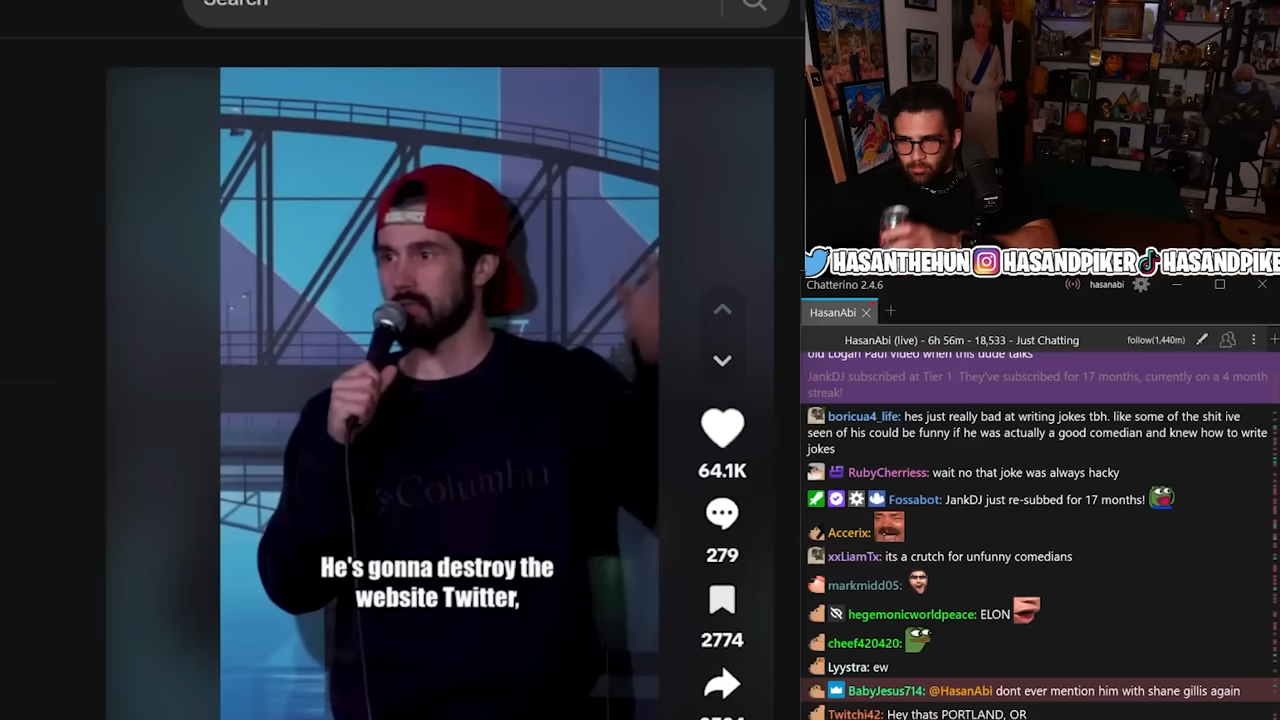 Search
Columbia
He's gonna destroy the
website Twitter,
64.1K
279
2774
HASANTHEHUN HASANDPIKER HASANDPIKE
Chatterino 2.4.6
hasanabi
HasanAbi
HasanAbi (live) - 6h 56m - 18,533 - Just Chatting
follow(1,440m)
old Logan Paul video when this dude talks
JankDJ subscribed at Tier 1. They've subscribed for 17 months, currently on a 4 month
streak!
boricua4_life: hes just really bad at writing jokes tbh. like some of the shit ive
seen of his could be funny if he was actually a good comedian and knew how to write
jokes
RubyCherriess: wait no that joke was always hacky
Fossabot: JankDJ just re-subbed for 17 months!
Accerix:
xxLiamTx: its a crutch for unfunny comedians
markmidd05:
hegemonicworldpeace: ELON
cheef420420:
Lyystra: ew
BabyJesus714: @HasanAbi dont ever mention him with shane gillis again
Twitchi42: Hey thats PORTLAND, OR